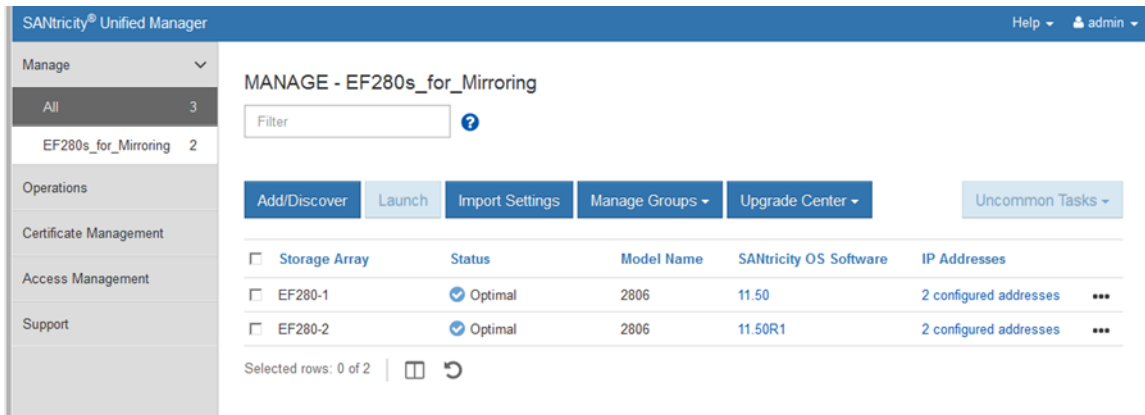 SANtricity® Unified Manager
Help admin
Manage
All 3
EF280s_for_Mirroring 2
Operations
Certificate Management
Access Management
Support
MANAGE - EF280s_for_Mirroring
Filter
Add/Discover Launch Import Settings Manage Groups Upgrade Center Uncommon Tasks
Storage Array Status Model Name SANtricity OS Software IP Addresses
EF280-1 Optimal 2806 11.50 2 configured addresses
EF280-2 Optimal 2806 11.50R1 2 configured addresses
Selected rows: 0 of 2